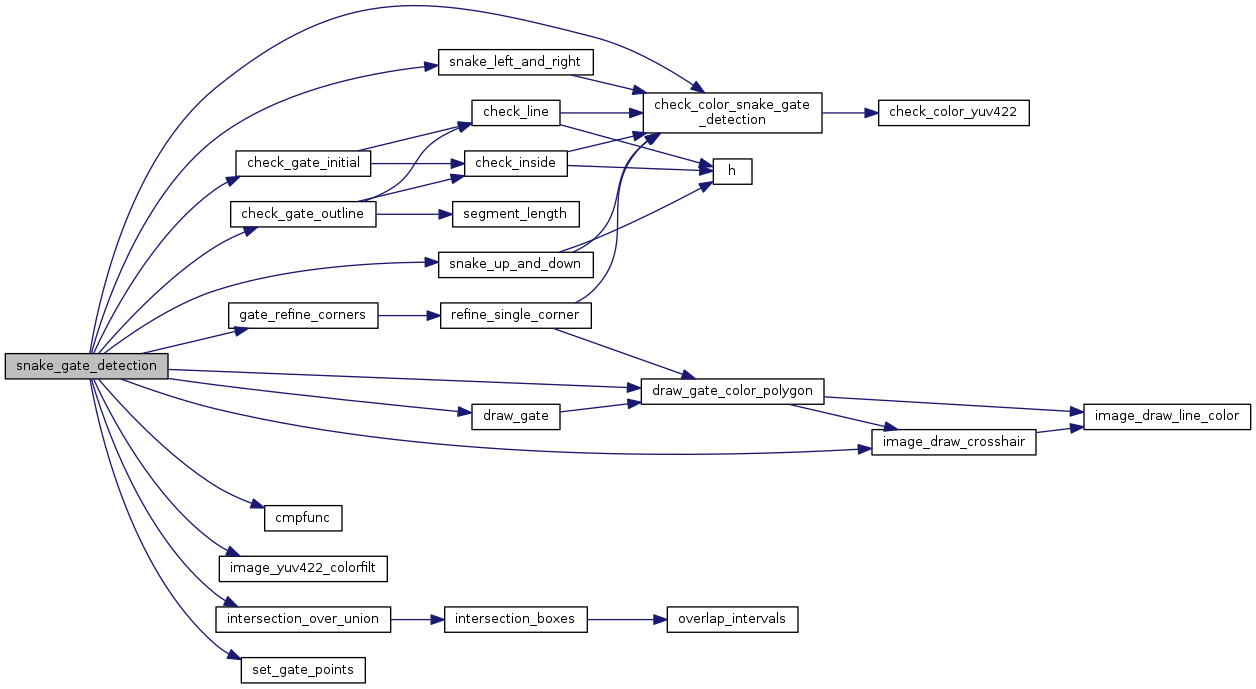 snake_left_and_right
check_color_snake_gate
_detection
check_line
check_color_yuv422
check_gate_initial
check_inside
h
check_gate_outline
segment_length
snake_up_and_down
gate_refine_corners
refine_single_corner
snake_gate_detection
draw_gate_color_polygon
draw_gate
image_draw_line_color
image_draw_crosshair
cmpfunc
image_yuv422_colorfilt
intersection_over_union
intersection_boxes
overlap_intervals
set_gate_points